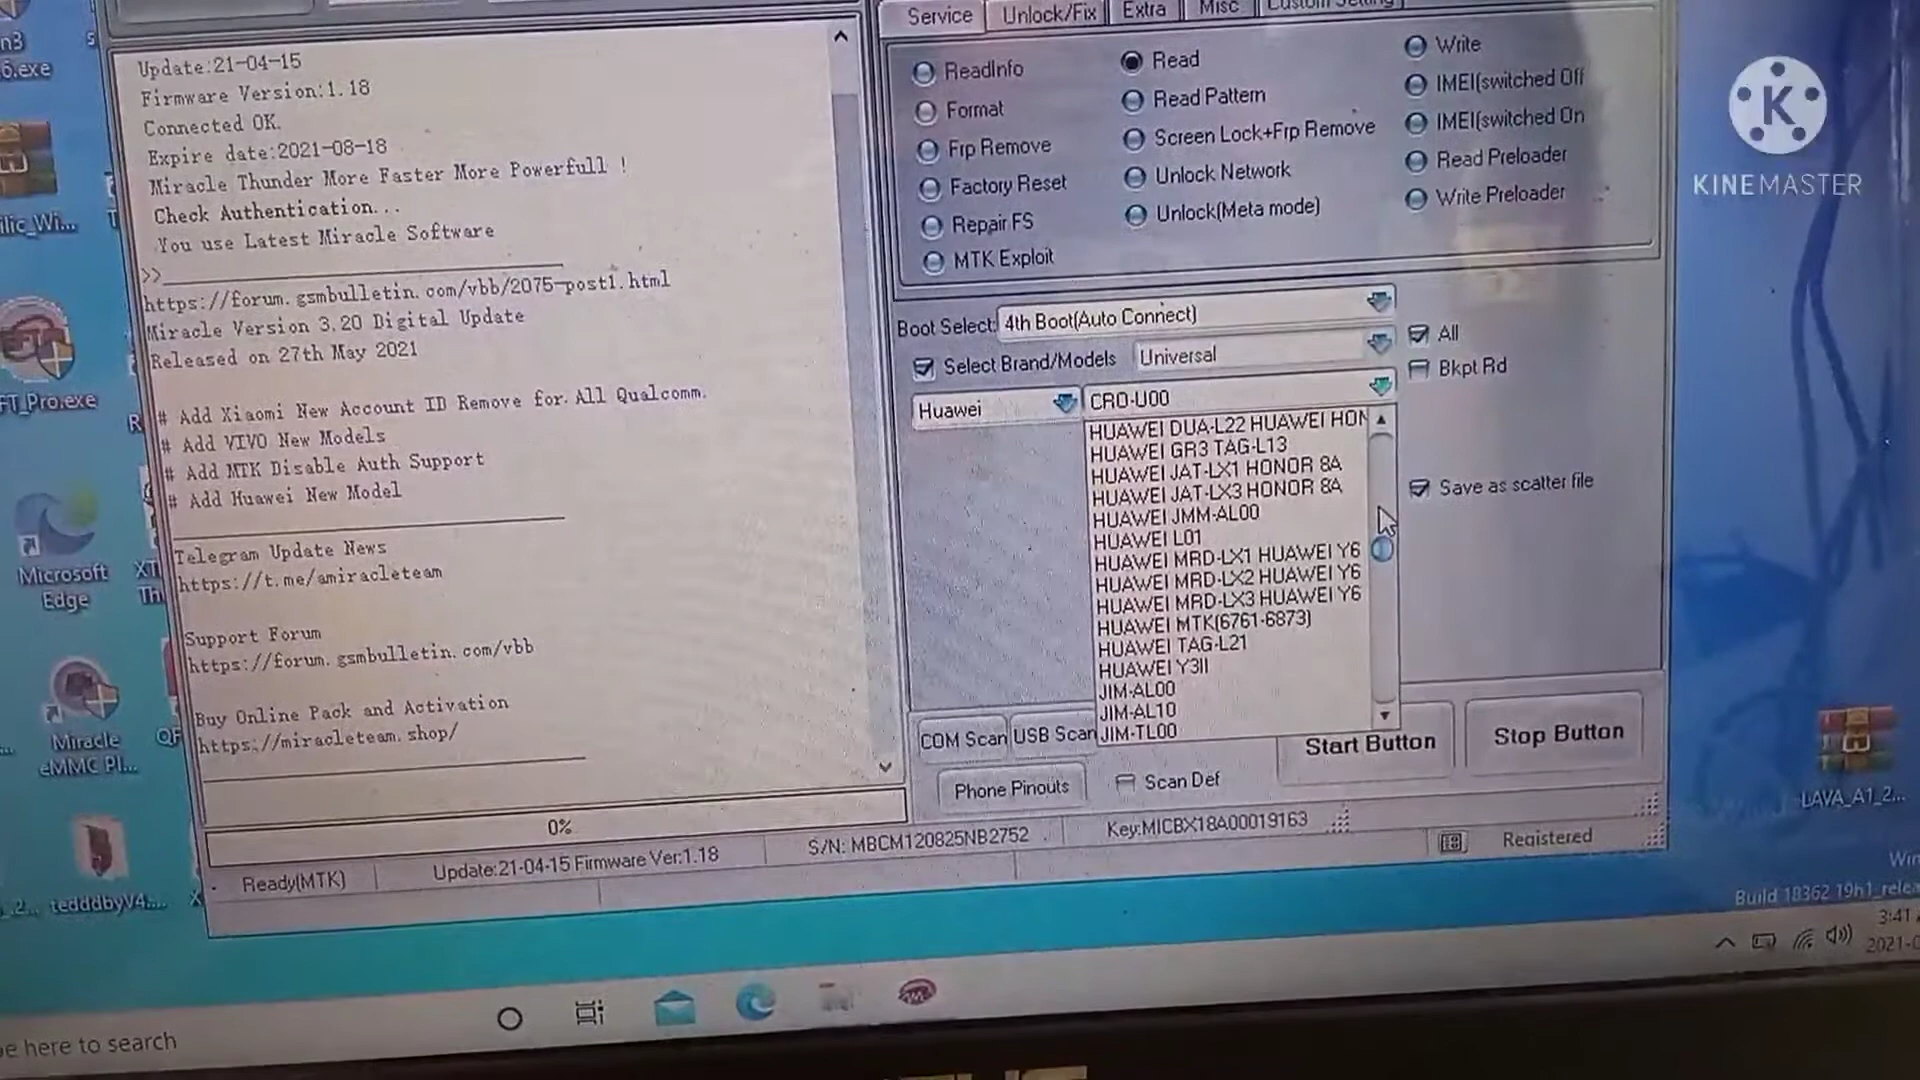 Service
Unlock/Fix
Extra
Misc
Custom Setting
Update:21-04-15
Firmware Version:1.18
Connected OK.
Expire date:2021-08-18
Miracle Thunder More Faster More Powerfull !
Check Authentication...
You use Latest Miracle Software
>>
https://forum.gsmbulletin.com/vbb/2075-post1.html
Miracle Version 3.20 Digital Update
Released on 27th May 2021
# Add Xiaomi New Account ID Remove for All Qualcomm.
# Add VIVO New Models
# Add MTK Disable Auth Support
# Add Huawei New Model
Telegram Update News
https://t.me/amiracleteam
Support Forum
https://forum.gsmbulletin.com/vbb
Buy Online Pack and Activation
https://miracleteam.shop/
0%
Ready(MTK)
Update:21-04-15 Firmware Ver:1.18
S/N: MBCM120825NB2752
Key:MICBX18A00019163
Registered
ReadInfo
Format
Frp Remove
Factory Reset
Repair FS
MTK Exploit
Read
Read Pattern
Screen Lock+Frp Remove
Unlock Network
Unlock(Meta mode)
Write
IMEI(switched Off
IMEI(switched On
Read Preloader
Write Preloader
Boot Select:
4th Boot(Auto Connect)
Select Brand/Models
Universal
All
Bkpt Rd
Huawei
CRO-U00
HUAWEI DUA-L22 HUAWEI HON
HUAWEI GR3 TAG-L13
HUAWEI JAT-LX1 HONOR 8A
HUAWEI JAT-LX3 HONOR 8A
HUAWEI JMM-AL00
HUAWEI L01
HUAWEI MRD-LX1 HUAWEI Y6
HUAWEI MRD-LX2 HUAWEI Y6
HUAWEI MRD-LX3 HUAWEI Y6
HUAWEI MTK(6761-6873)
HUAWEI TAG-L21
HUAWEI Y3II
JIM-AL00
JIM-AL10
JIM-TL00
Save as scatter file
COM Scan
USB Scan
Start Button
Stop Button
Phone Pinouts
Scan Def
K
KINEMASTER
Microsoft
Edge
Miracle
eMMC Pl...
FT_Pro.exe
tedddbyV4....
LAVA_A1_2...
Build 18362.19h1_relea
3:41
2021-0
e here to search